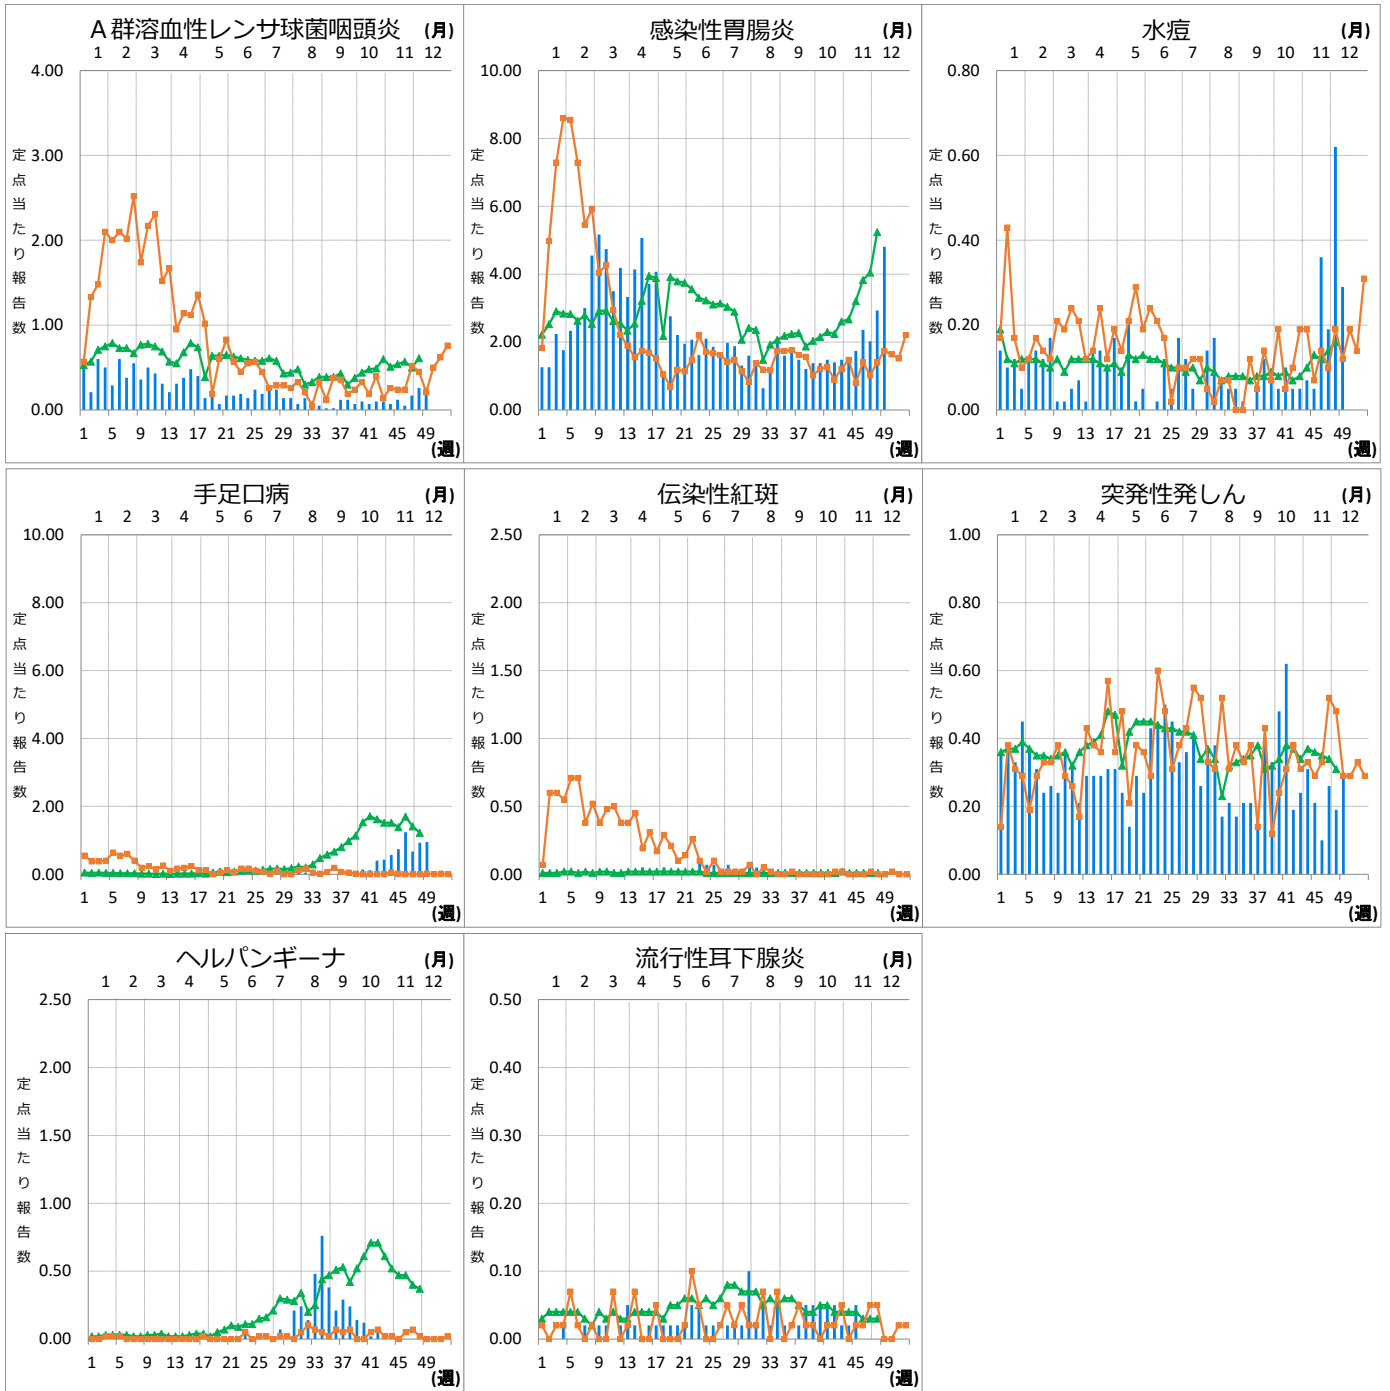 A群溶血性レンサ球菌咽頭炎 (月)
1 2 3 4 5 6 7 8 9 10 11 12
4.00
3.00
2.00
1.00
0.00
定点当たり報告数
1 5 9 13 17 21 25 29 33 37 41 45 49
(週)
感染性胃腸炎 (月)
1 2 3 4 5 6 7 8 9 10 11 12
10.00
8.00
6.00
4.00
2.00
0.00
定点当たり報告数
1 5 9 13 17 21 25 29 33 37 41 45 49
(週)
水痘 (月)
1 2 3 4 5 6 7 8 9 10 11 12
0.80
0.60
0.40
0.20
0.00
定点当たり報告数
1 5 9 13 17 21 25 29 33 37 41 45 49
(週)
手足口病 (月)
1 2 3 4 5 6 7 8 9 10 11 12
10.00
8.00
6.00
4.00
2.00
0.00
定点当たり報告数
1 5 9 13 17 21 25 29 33 37 41 45 49
(週)
伝染性紅斑 (月)
1 2 3 4 5 6 7 8 9 10 11 12
2.50
2.00
1.50
1.00
0.50
0.00
定点当たり報告数
1 5 9 13 17 21 25 29 33 37 41 45 49
(週)
突発性発しん (月)
1 2 3 4 5 6 7 8 9 10 11 12
1.00
0.80
0.60
0.40
0.20
0.00
定点当たり報告数
1 5 9 13 17 21 25 29 33 37 41 45 49
(週)
ヘルパンギーナ (月)
1 2 3 4 5 6 7 8 9 10 11 12
2.50
2.00
1.50
1.00
0.50
0.00
定点当たり報告数
1 5 9 13 17 21 25 29 33 37 41 45 49
(週)
流行性耳下腺炎 (月)
1 2 3 4 5 6 7 8 9 10 11 12
0.50
0.40
0.30
0.20
0.10
0.00
定点当たり報告数
1 5 9 13 17 21 25 29 33 37 41 45 49
(週)